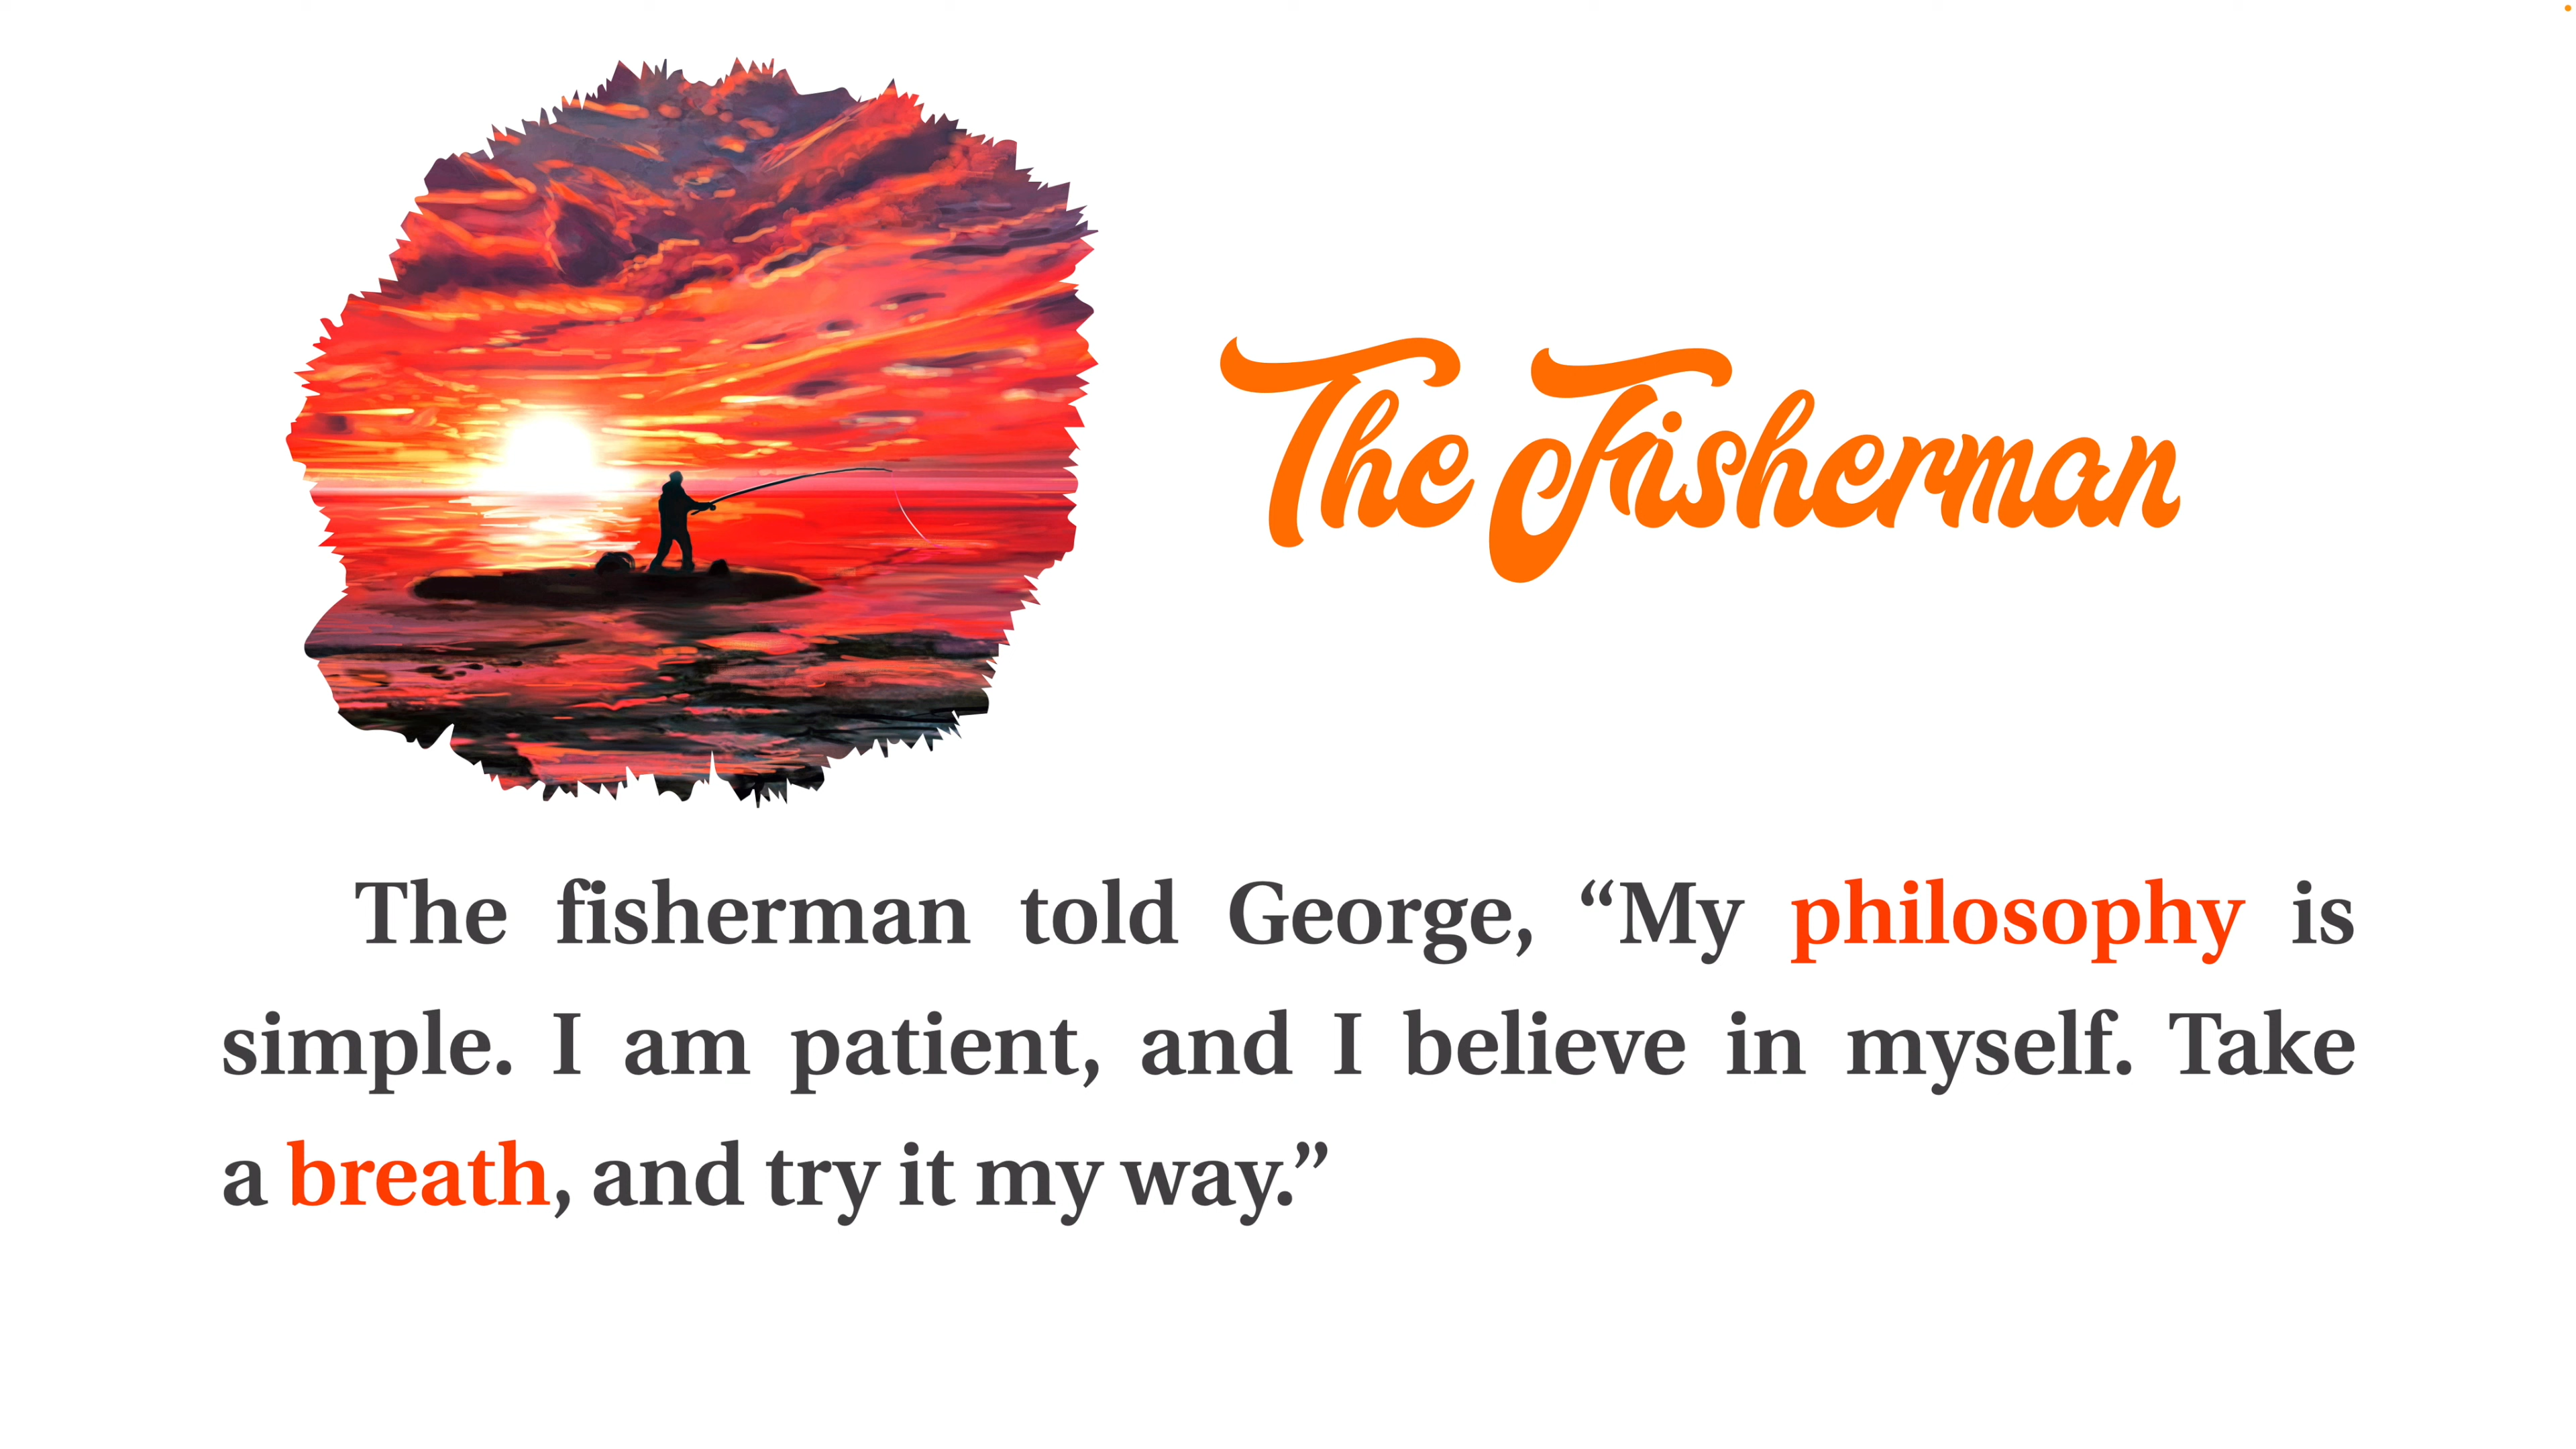 The Fisherman
The fisherman told George, “My philosophy is
simple. I am patient, and I believe in myself. Take
a breath, and try it my way.”